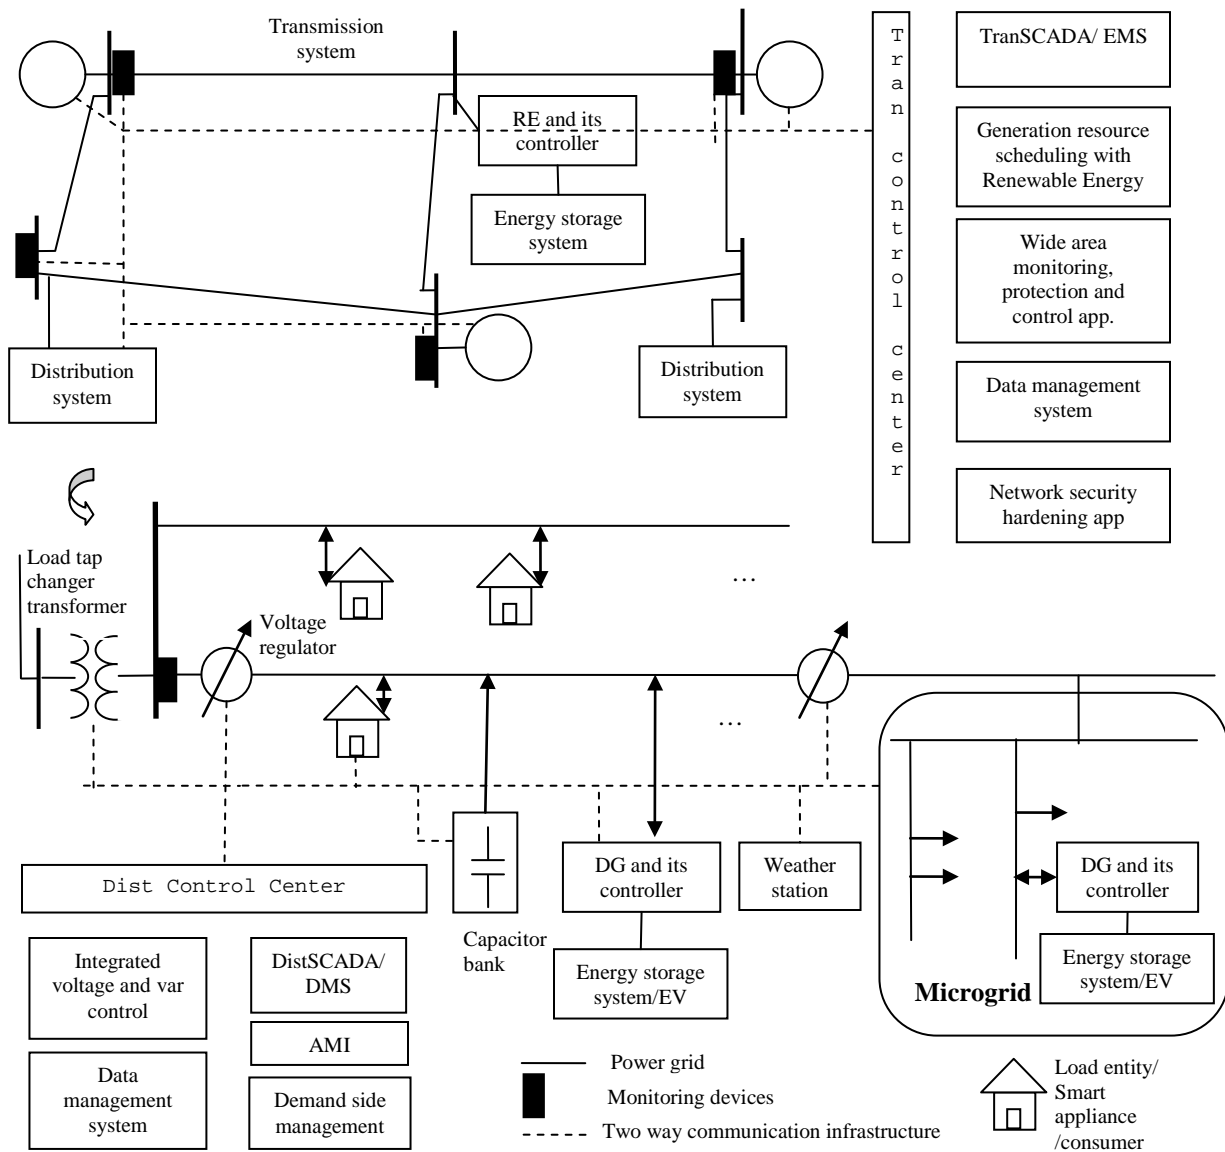 Transmission
system
RE and its
controller
Energy storage
system
Distribution
system
Distribution
system
Tran control center
TranSCADA/ EMS
Generation resource
scheduling with
Renewable Energy
Wide area
monitoring,
protection and
control app.
Data management
system
Network security
hardening app
Load tap
changer
transformer
Voltage
regulator
...
...
Dist Control Center
Capacitor
bank
DG and its
controller
Energy storage
system/EV
Weather
station
DG and its
controller
Energy storage
system/EV
Microgrid
Integrated
voltage and var
control
DistSCADA/
DMS
AMI
Data
management
system
Demand side
management
Power grid
Monitoring devices
Two way communication infrastructure
Load entity/
Smart
appliance
/consumer